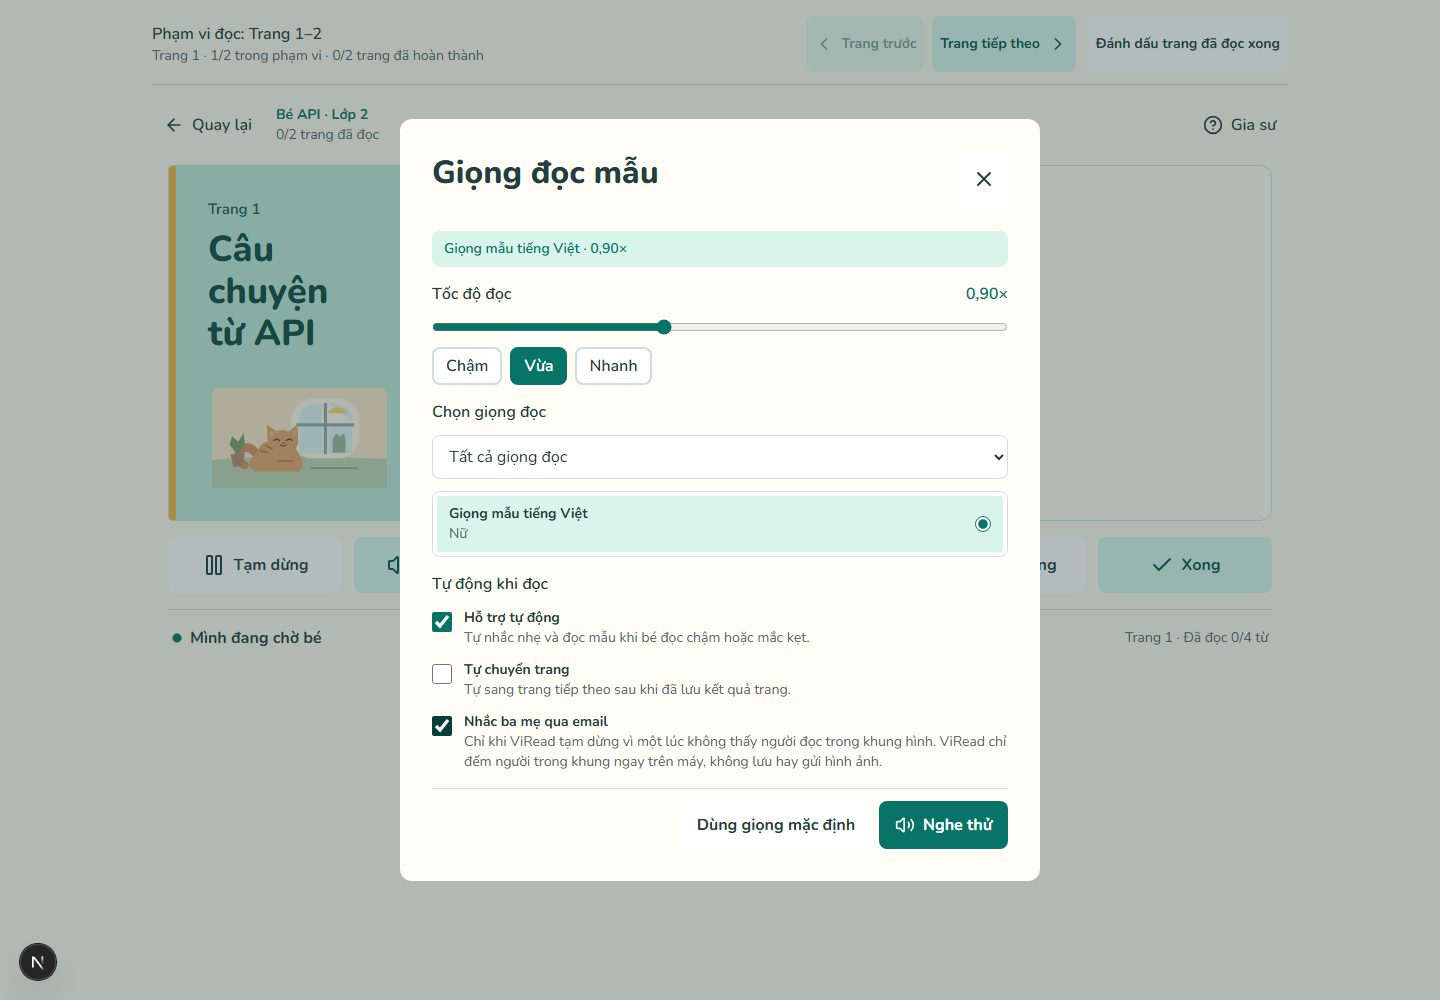 Phạm vi đọc: Trang 1–2
Trang 1 · 1/2 trong phạm vi · 0/2 trang đã hoàn thành
Trang trước
Trang tiếp theo
Đánh dấu trang đã đọc xong
Quay lại
Bé API · Lớp 2
0/2 trang đã đọc
Gia sư
Trang 1
Câu
chuyện
từ API
Giọng đọc mẫu
Giọng mẫu tiếng Việt · 0,90×
Tốc độ đọc
0,90×
Chậm
Vừa
Nhanh
Chọn giọng đọc
Tất cả giọng đọc
Giọng mẫu tiếng Việt
Nữ
Tự động khi đọc
Hỗ trợ tự động
Tự nhắc nhẹ và đọc mẫu khi bé đọc chậm hoặc mắc kẹt.
Tự chuyển trang
Tự sang trang tiếp theo sau khi đã lưu kết quả trang.
Nhắc ba mẹ qua email
Chỉ khi ViRead tạm dừng vì một lúc không thấy người đọc trong khung hình. ViRead chỉ
đếm người trong khung ngay trên máy, không lưu hay gửi hình ảnh.
Dùng giọng mặc định
Nghe thử
Tạm dừng
ng
Xong
Mình đang chờ bé
Trang 1 · Đã đọc 0/4 từ
N